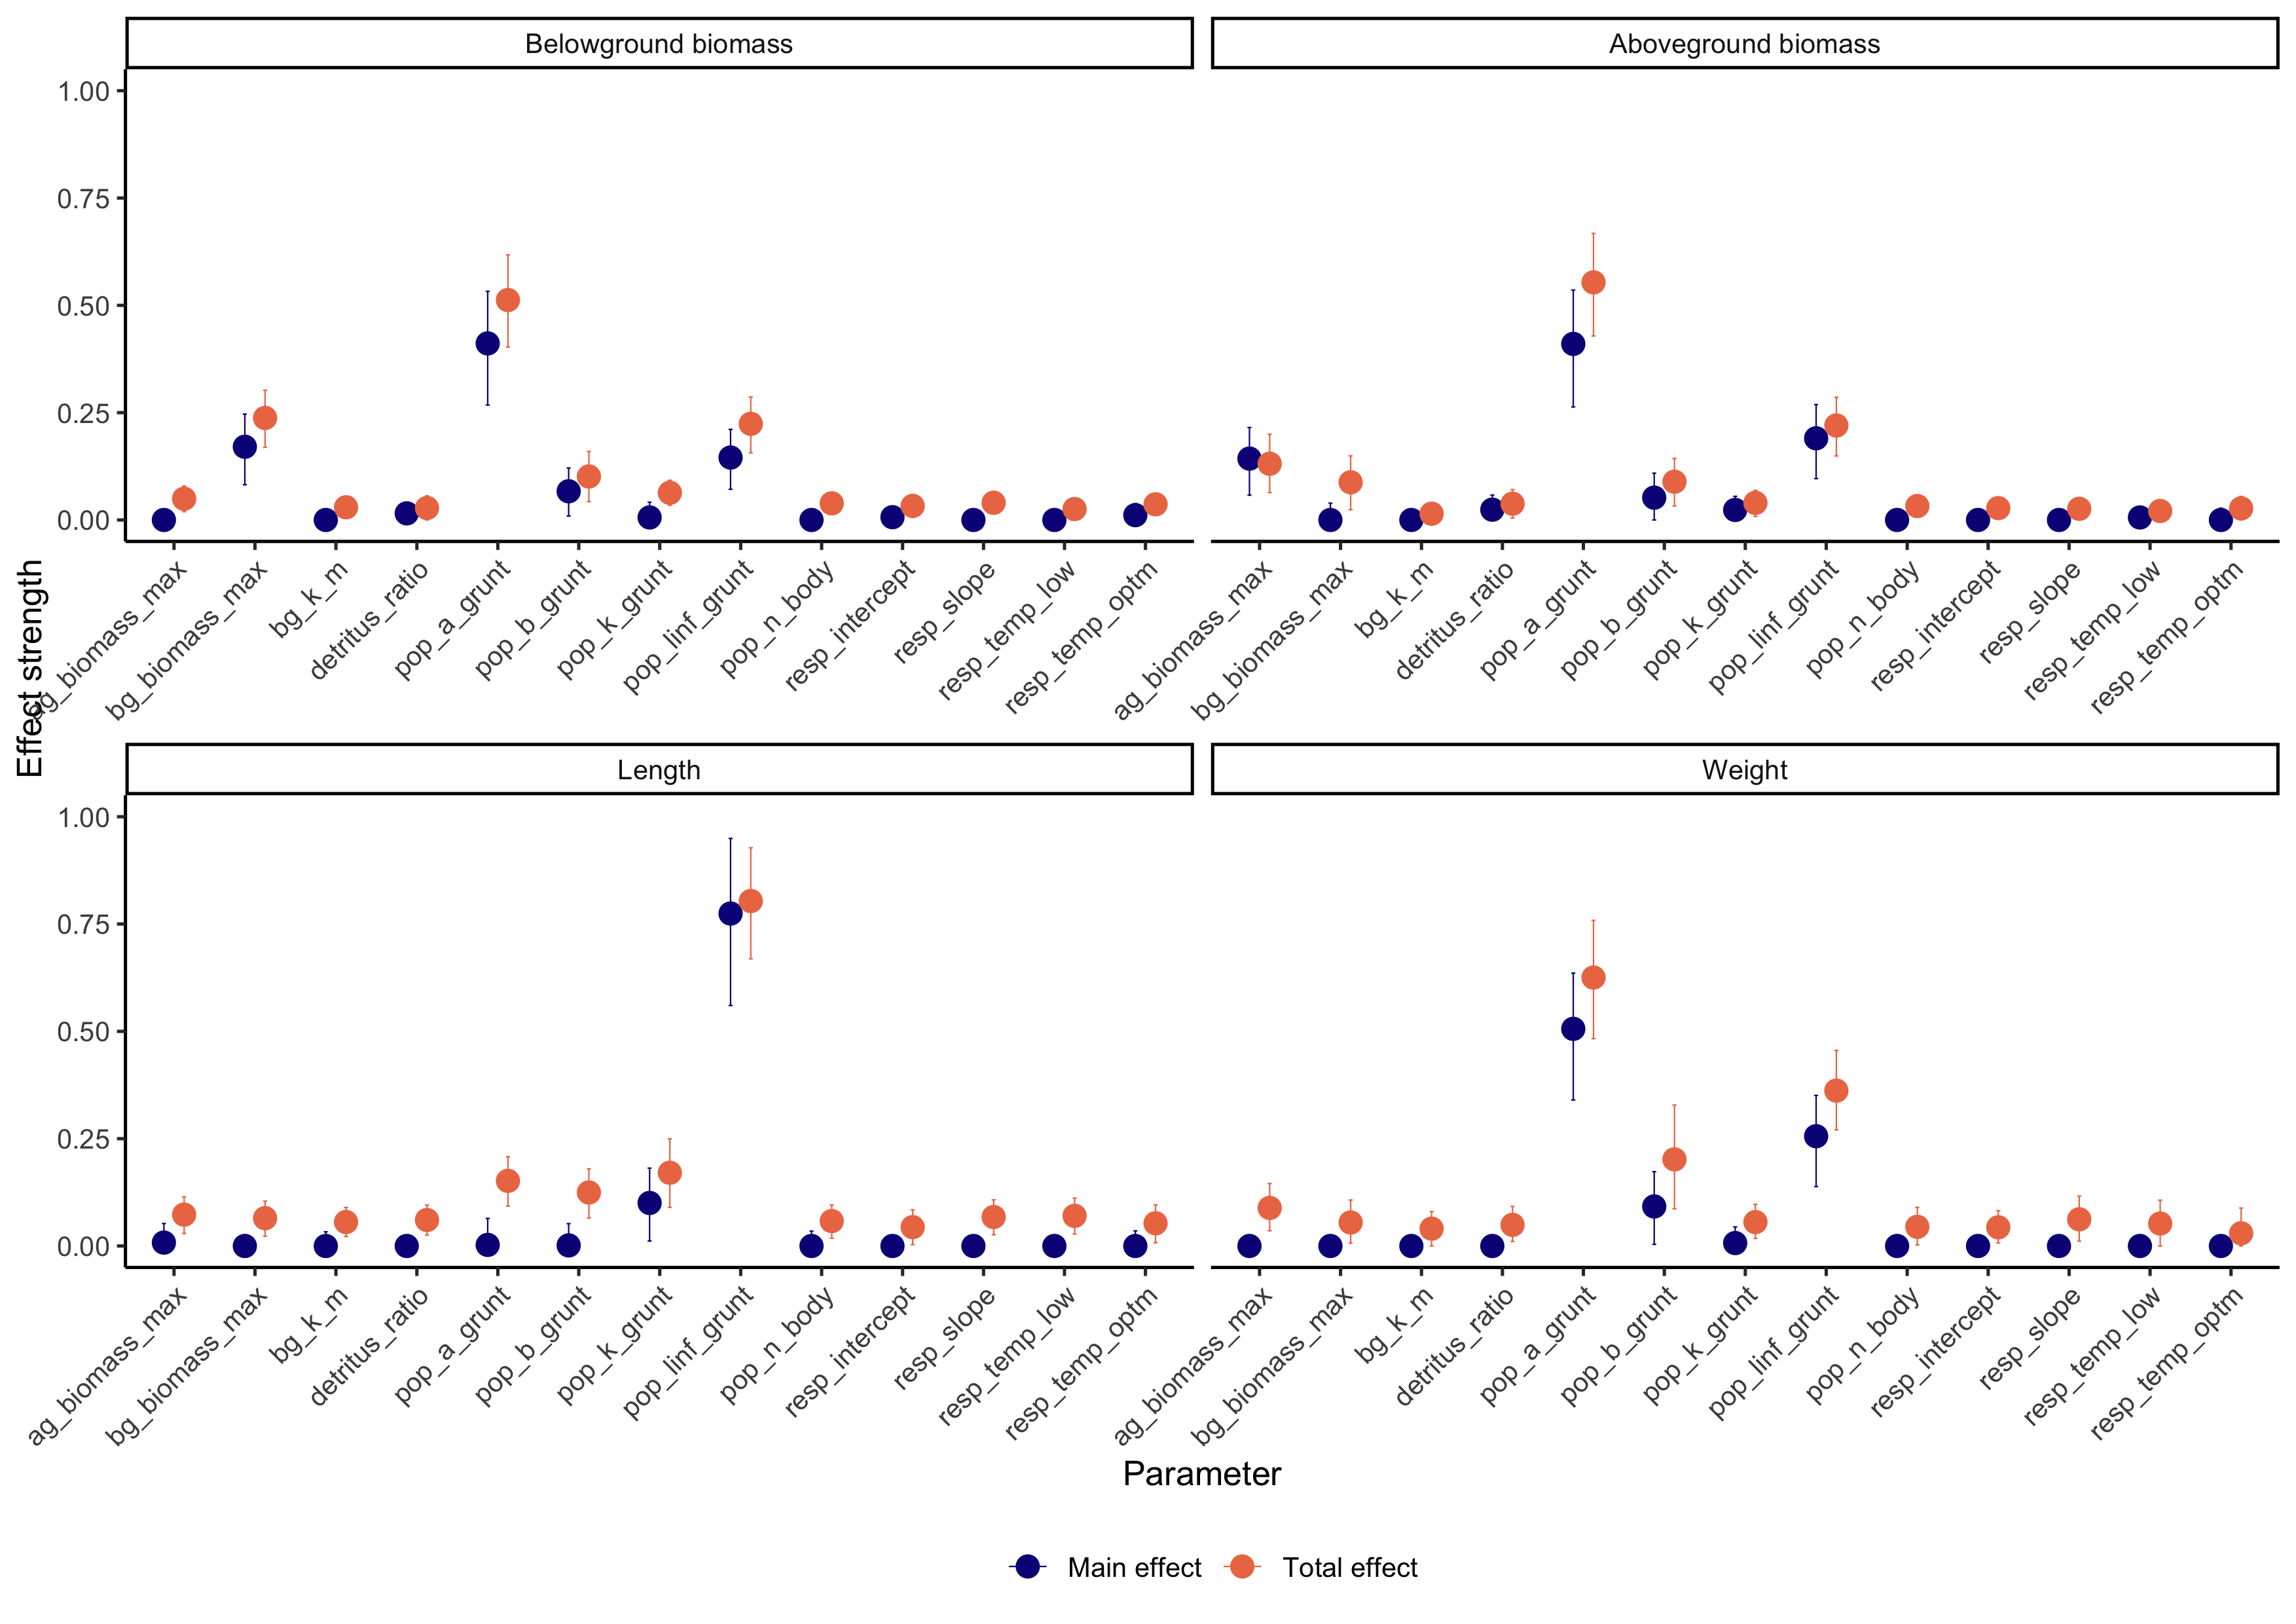 Belowground biomass
Aboveground biomass
1.00
0.75
0.50
0.25
0.00
ag_biomass_max
bg_biomass_max
bg_k_m
detritus_ratio
pop_a_grunt
pop_b_grunt
pop_k_grunt
pop_linf_grunt
pop_n_body
resp_intercept
resp_slope
resp_temp_low
resp_temp_optm
ag_biomass_max
bg_biomass_max
bg_k_m
detritus_ratio
pop_a_grunt
pop_b_grunt
pop_k_grunt
pop_linf_grunt
pop_n_body
resp_intercept
resp_slope
resp_temp_low
resp_temp_optm
Effect strength
Length
Weight
1.00
0.75
0.50
0.25
0.00
ag_biomass_max
bg_biomass_max
bg_k_m
detritus_ratio
pop_a_grunt
pop_b_grunt
pop_k_grunt
pop_linf_grunt
pop_n_body
resp_intercept
resp_slope
resp_temp_low
resp_temp_optm
ag_biomass_max
bg_biomass_max
bg_k_m
detritus_ratio
pop_a_grunt
pop_b_grunt
pop_k_grunt
pop_linf_grunt
pop_n_body
resp_intercept
resp_slope
resp_temp_low
resp_temp_optm
Parameter
Main effect
Total effect